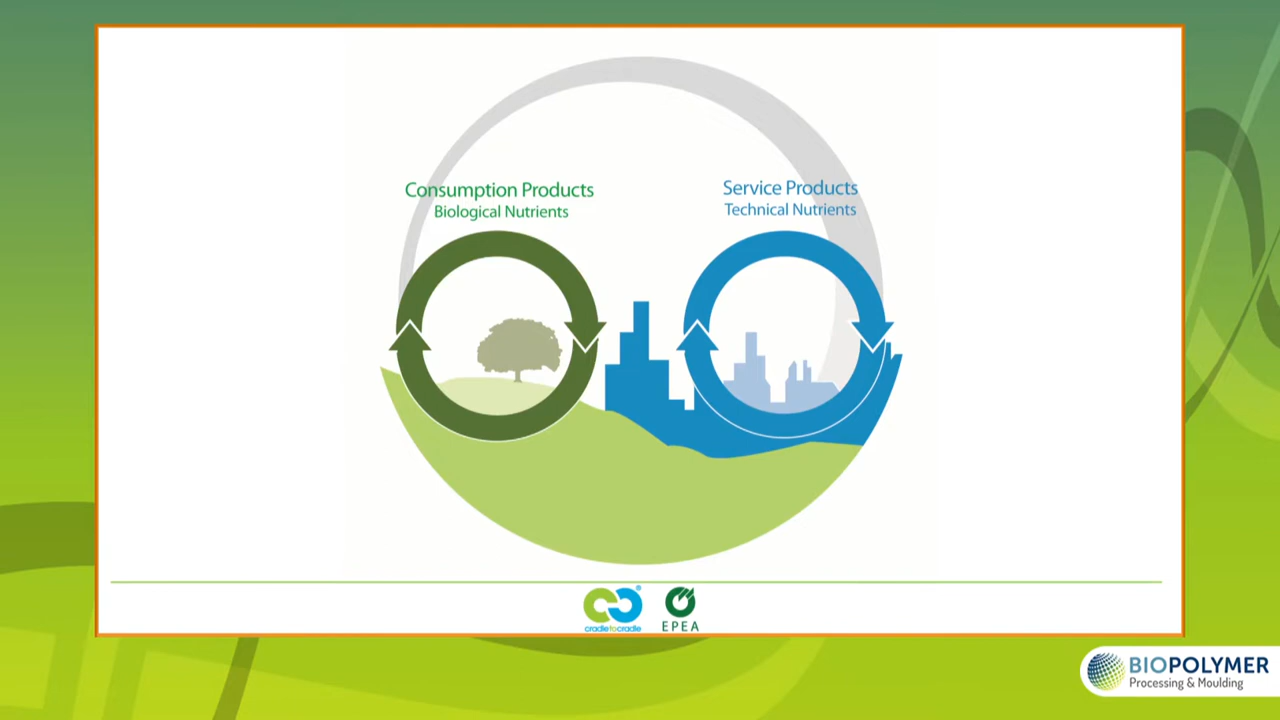 Consumption Products
Biological Nutrients
Service Products
Technical Nutrients
cradletocradle
®
EPEA
BIOPOLYMER
Processing & Moulding